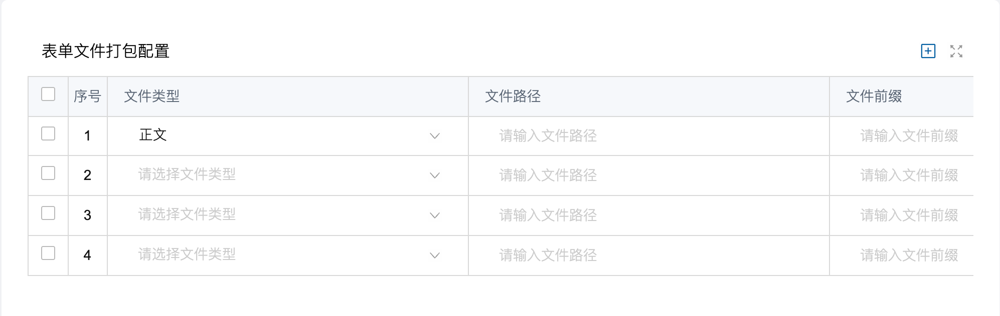 表单文件打包配置
序号 文件类型 文件路径 文件前缀
1 正文 请输入文件路径 请输入文件前缀
2 请选择文件类型 请输入文件路径 请输入文件前缀
3 请选择文件类型 请输入文件路径 请输入文件前缀
4 请选择文件类型 请输入文件路径 请输入文件前缀